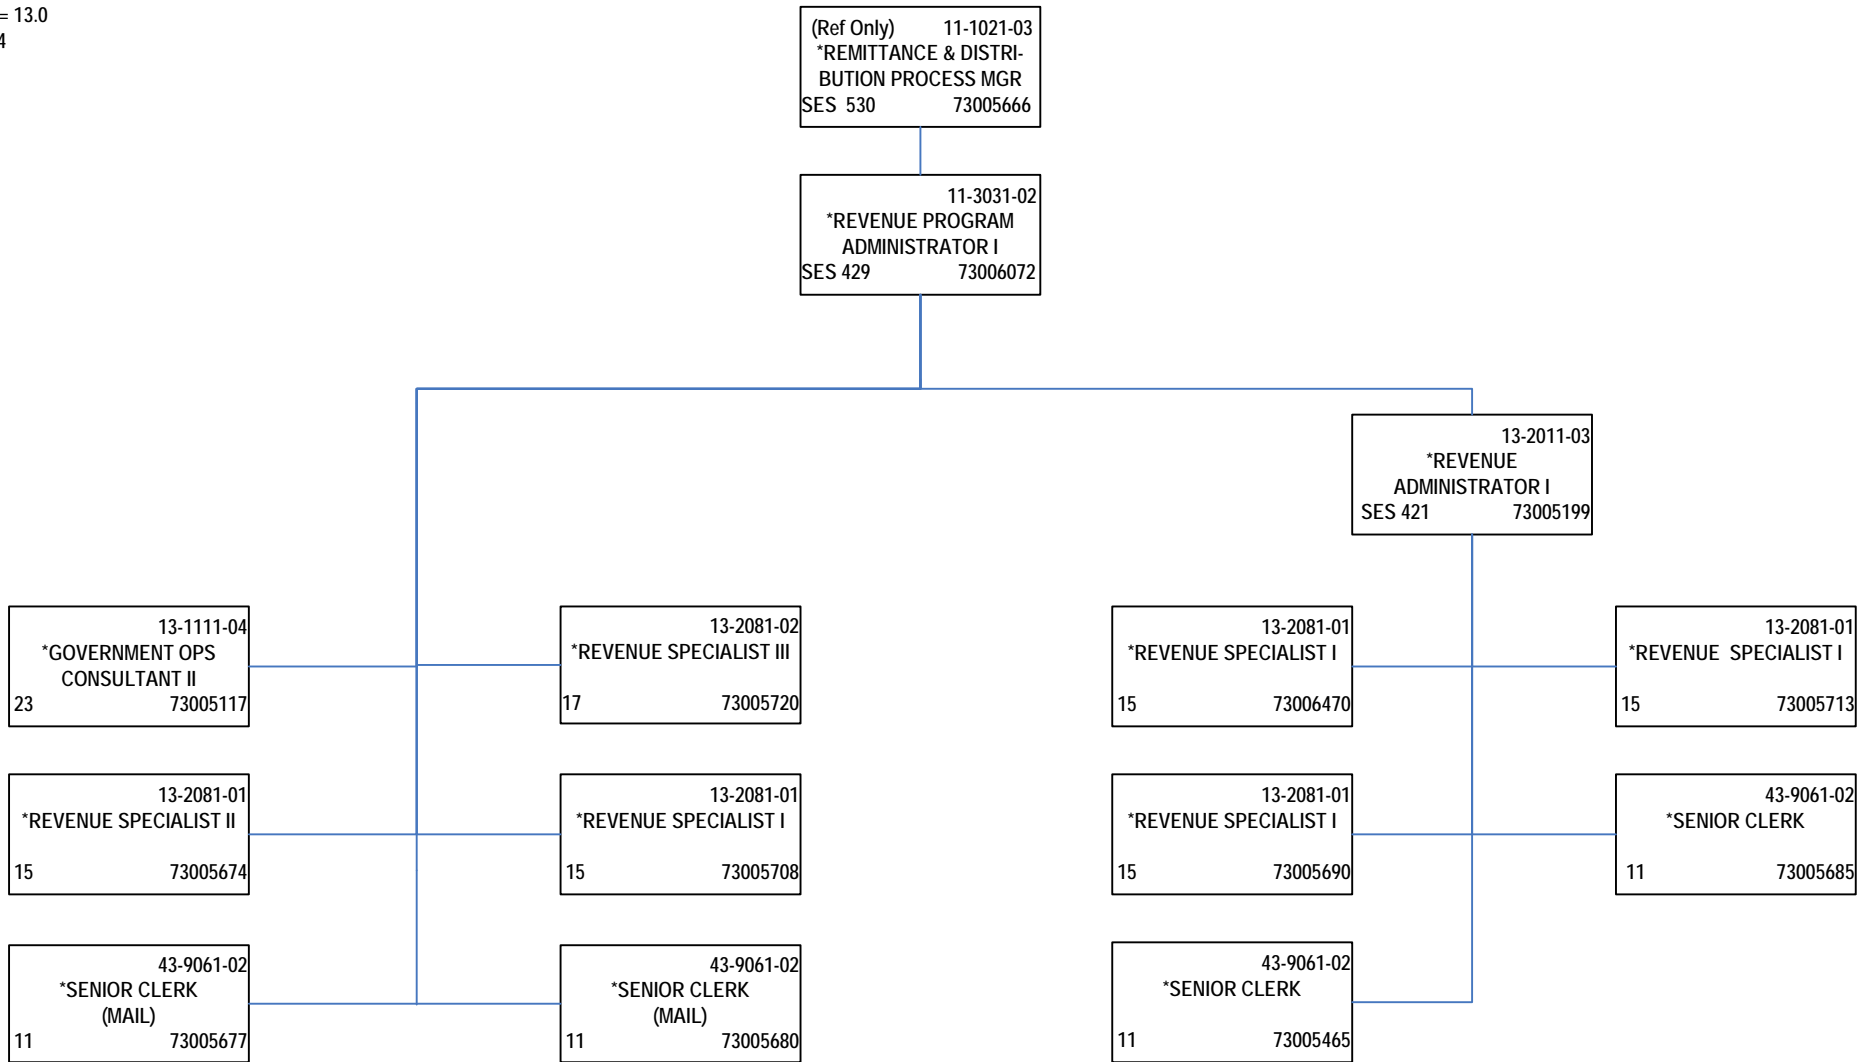 = 13.0
4
(Ref Only) 11-1021-03
*REMITTANCE & DISTRI-
BUTION PROCESS MGR
SES 530 73005666
11-3031-02
*REVENUE PROGRAM
ADMINISTRATOR I
SES 429 73006072
13-2011-03
*REVENUE
ADMINISTRATOR I
SES 421 73005199
13-1111-04
*GOVERNMENT OPS
CONSULTANT II
23 73005117
13-2081-02
*REVENUE SPECIALIST III
17 73005720
13-2081-01
*REVENUE SPECIALIST I
15 73006470
13-2081-01
*REVENUE SPECIALIST I
15 73005713
13-2081-01
*REVENUE SPECIALIST II
15 73005674
13-2081-01
*REVENUE SPECIALIST I
15 73005708
13-2081-01
*REVENUE SPECIALIST I
15 73005690
43-9061-02
*SENIOR CLERK
11 73005685
43-9061-02
*SENIOR CLERK
(MAIL)
11 73005677
43-9061-02
*SENIOR CLERK
(MAIL)
11 73005680
43-9061-02
*SENIOR CLERK
11 73005465